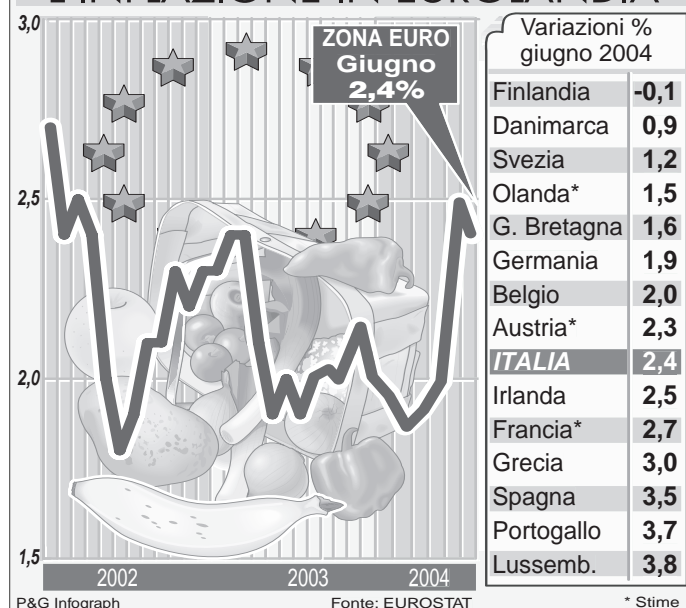 L'INFLAZIONE IN EUROLANDIA
3,0
2,5
2,0
1,5
ZONA EURO
Giugno
2,4%
2002
2003
2004
Variazioni %
giugno 2004
Finlandia -0,1
Danimarca 0,9
Svezia 1,2
Olanda* 1,5
G. Bretagna 1,6
Germania 1,9
Belgio 2,0
Austria* 2,3
ITALIA 2,4
Irlanda 2,5
Francia* 2,7
Grecia 3,0
Spagna 3,5
Portogallo 3,7
Lussemb. 3,8
P&G Infograph
Fonte: EUROSTAT
* Stime